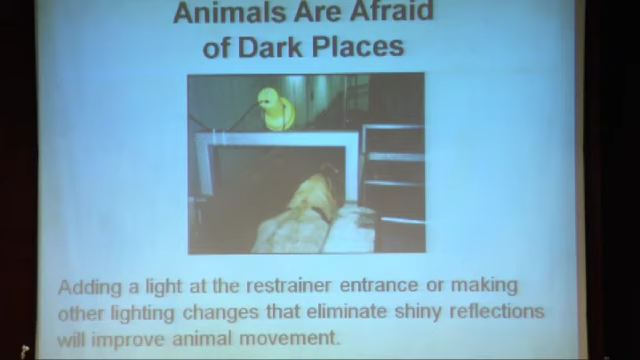 Animals Are Afraid
of Dark Places
Adding a light at the restrainer entrance or making
other lighting changes that eliminate shiny reflections
will improve animal movement.